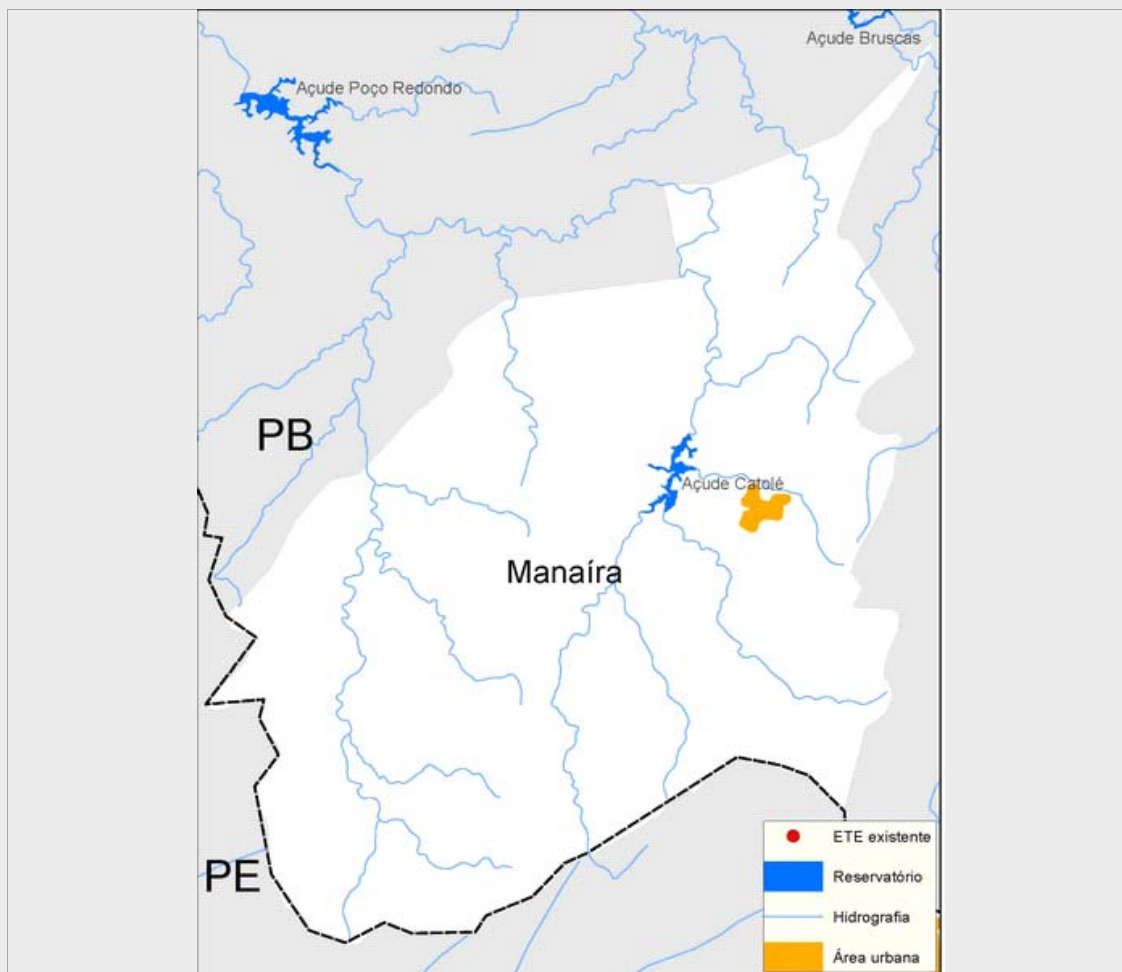 Açude Bruscas
Açude Poço Redondo
PB
Açude Catolé
Manaíra
PE
ETE existente
Reservatório
Hidrografia
Área urbana